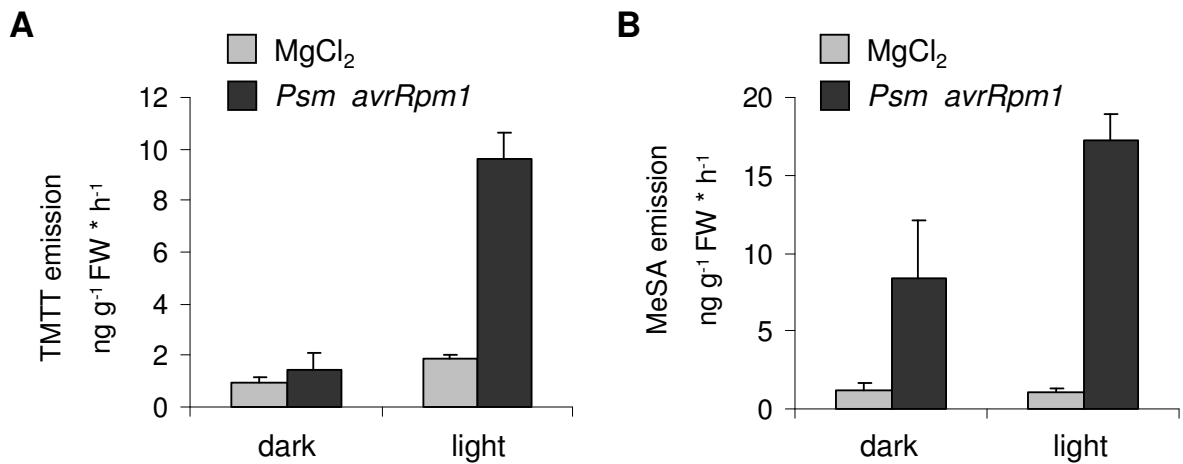 A
MgCl₂
Psm avrRpm1
TMTT emission
ng g⁻¹ FW * h⁻¹
12
10
8
6
4
2
0
dark light
B
MgCl₂
Psm avrRpm1
MeSA emission
ng g⁻¹ FW * h⁻¹
20
15
10
5
0
dark light